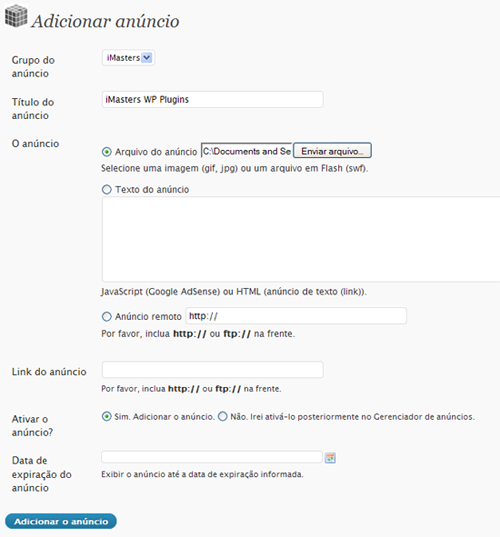 Adicionar anúncio
Grupo do
anúncio
iMasters
Título do
anúncio
iMasters WP Plugins
O anúncio
Arquivo do anúncio C:\Documents and Se Enviar arquivo...
Selecione uma imagem (gif, jpg) ou um arquivo em Flash (swf).
Texto do anúncio
JavaScript (Google AdSense) ou HTML (anúncio de texto (link)).
Anúncio remoto http://
Por favor, inclua http:// ou ftp:// na frente.
Link do anúncio
Por favor, inclua http:// ou ftp:// na frente.
Ativar o
anúncio?
Sim. Adicionar o anúncio. Não. Irei ativá-lo posteriormente no Gerenciador de anúncios.
Data de
expiração do
anúncio
Exibir o anúncio até a data de expiração informada.
Adicionar o anúncio